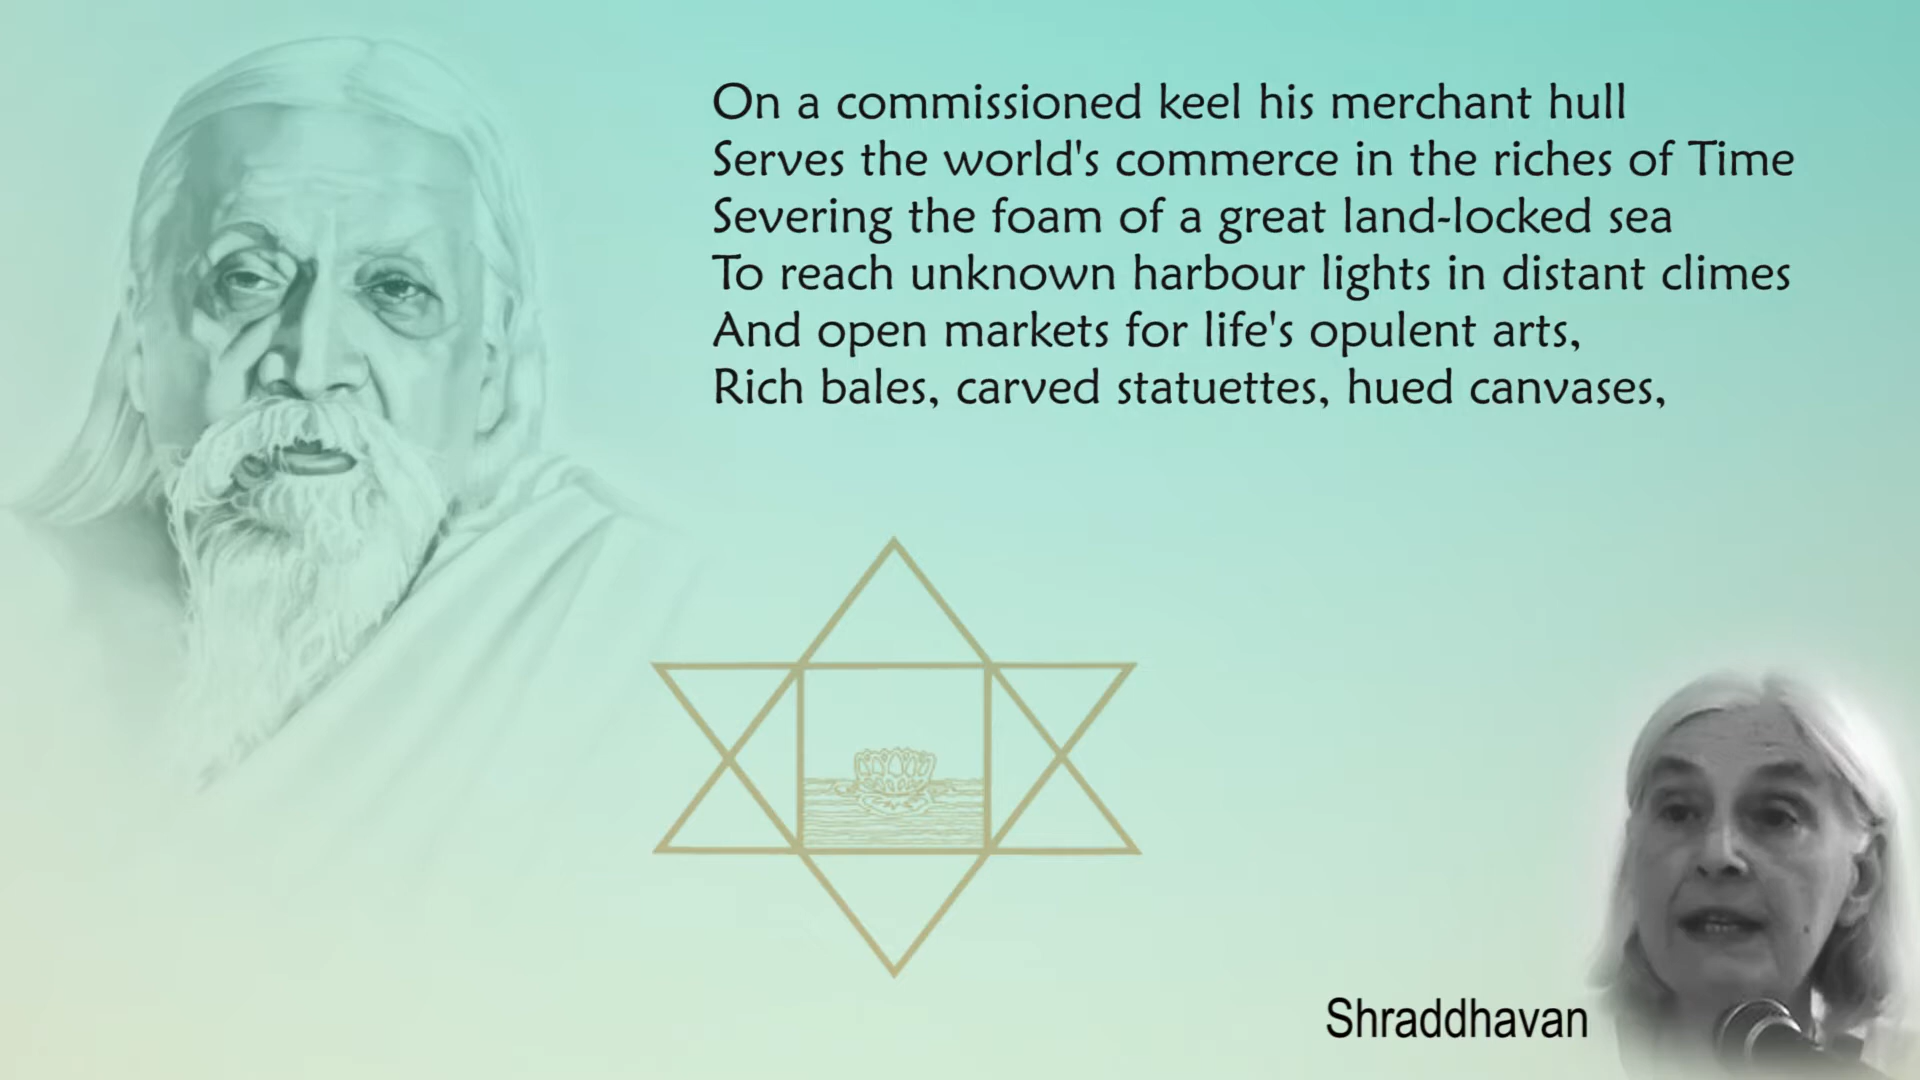 On a commissioned keel his merchant hull
Serves the world's commerce in the riches of Time
Severing the foam of a great land-locked sea
To reach unknown harbour lights in distant climes
And open markets for life's opulent arts,
Rich bales, carved statuettes, hued canvases,
Shraddhavan